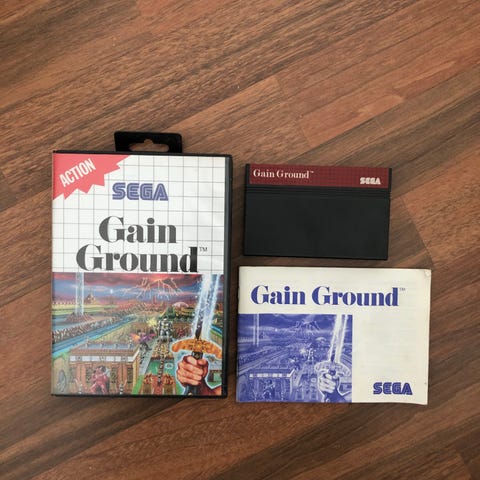 ACTION
SEGA
Gain
Ground™
Gain Ground™
SEGA
Gain Ground™
SEGA